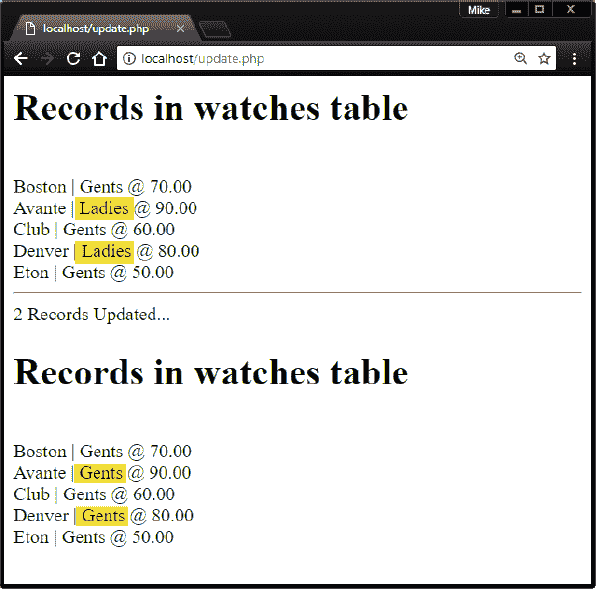 Mike
localhost/update.php
localhost/update.php
Records in watches table
Boston | Gents @ 70.00
Avante | Ladies @ 90.00
Club | Gents @ 60.00
Denver | Ladies @ 80.00
Eton | Gents @ 50.00
2 Records Updated...
Records in watches table
Boston | Gents @ 70.00
Avante | Gents @ 90.00
Club | Gents @ 60.00
Denver | Gents @ 80.00
Eton | Gents @ 50.00